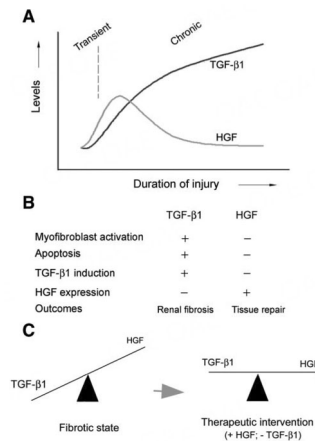 A
Transient
Chronic
TGF-β1
HGF
Levels
Duration of injury
B
TGF-β1 HGF
Myofibroblast activation + −
Apoptosis + −
TGF-β1 induction + −
HGF expression − +
Outcomes Renal fibrosis Tissue repair
C
HGF
TGF-β1 HGF
TGF-β1
Fibrotic state
Therapeutic intervention
(+ HGF; - TGF-β1)